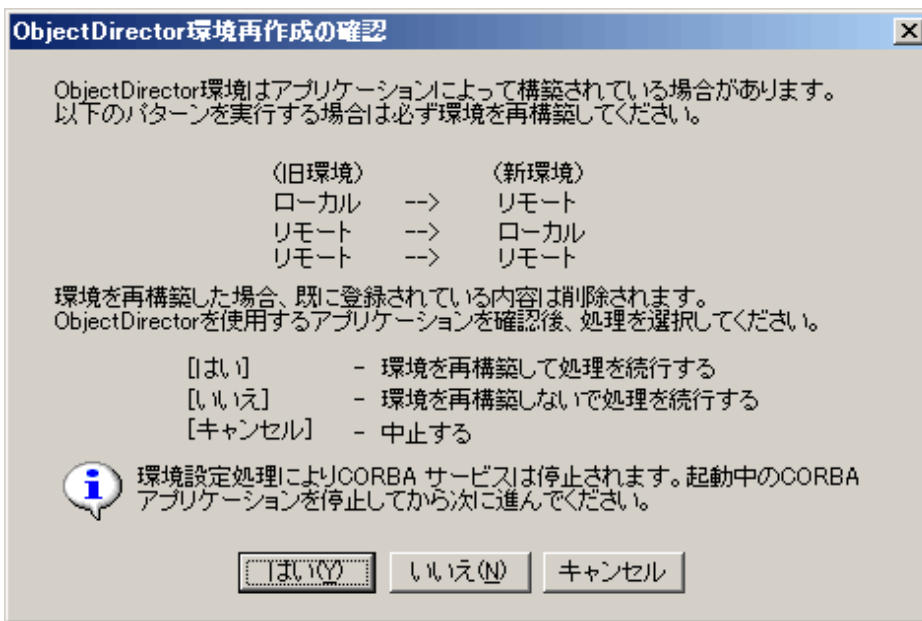 ObjectDirector環境再作成の確認
ObjectDirector環境はアプリケーションによって構築されている場合があります。
以下のパターンを実行する場合は必ず環境を再構築してください。
(旧環境) (新環境)
ローカル --> リモート
リモート --> ローカル
リモート --> リモート
環境を再構築した場合、既に登録されている内容は削除されます。
ObjectDirectorを使用するアプリケーションを確認後、処理を選択してください。
[はい] - 環境を再構築して処理を続行する
[いいえ] - 環境を再構築しないで処理を続行する
[キャンセル] - 中止する
環境設定処理によりCORBA サービスは停止されます。起動中のCORBA
アプリケーションを停止してから次に進んでください。
はい(Y) いいえ(N) キャンセル